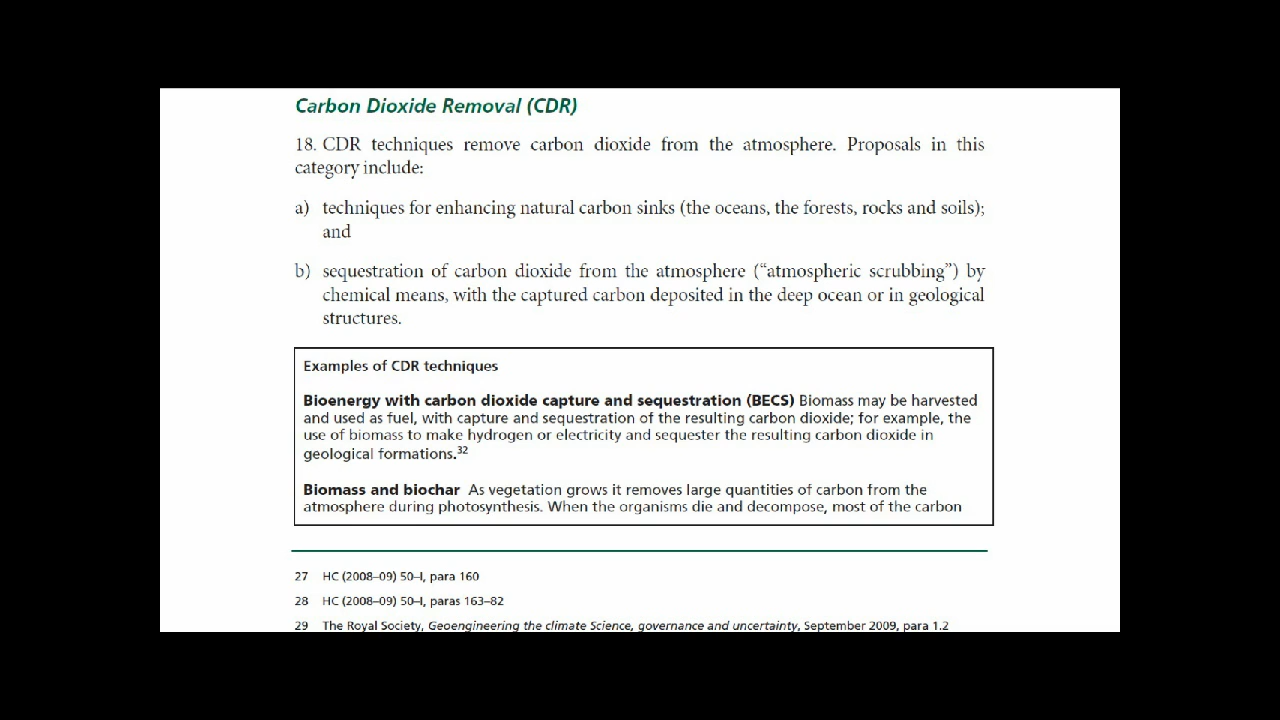 Carbon Dioxide Removal (CDR)
18. CDR techniques remove carbon dioxide from the atmosphere. Proposals in this
category include:
a) techniques for enhancing natural carbon sinks (the oceans, the forests, rocks and soils);
and
b) sequestration of carbon dioxide from the atmosphere (“atmospheric scrubbing”) by
chemical means, with the captured carbon deposited in the deep ocean or in geological
structures.
Examples of CDR techniques
Bioenergy with carbon dioxide capture and sequestration (BECS) Biomass may be harvested
and used as fuel, with capture and sequestration of the resulting carbon dioxide; for example, the
use of biomass to make hydrogen or electricity and sequester the resulting carbon dioxide in
geological formations.³²
Biomass and biochar As vegetation grows it removes large quantities of carbon from the
atmosphere during photosynthesis. When the organisms die and decompose, most of the carbon
27 HC (2008–09) 50–I, para 160
28 HC (2008–09) 50–I, paras 163–82
29 The Royal Society, Geoengineering the climate Science, governance and uncertainty, September 2009, para 1.2